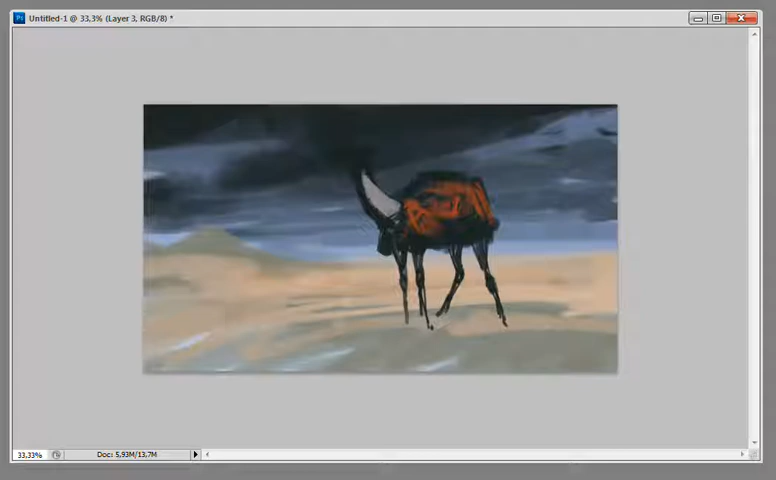 Ps Untitled-1 @ 33,3% (Layer 3, RGB/8) *
33,33% Doc: 5,93M/13,7M